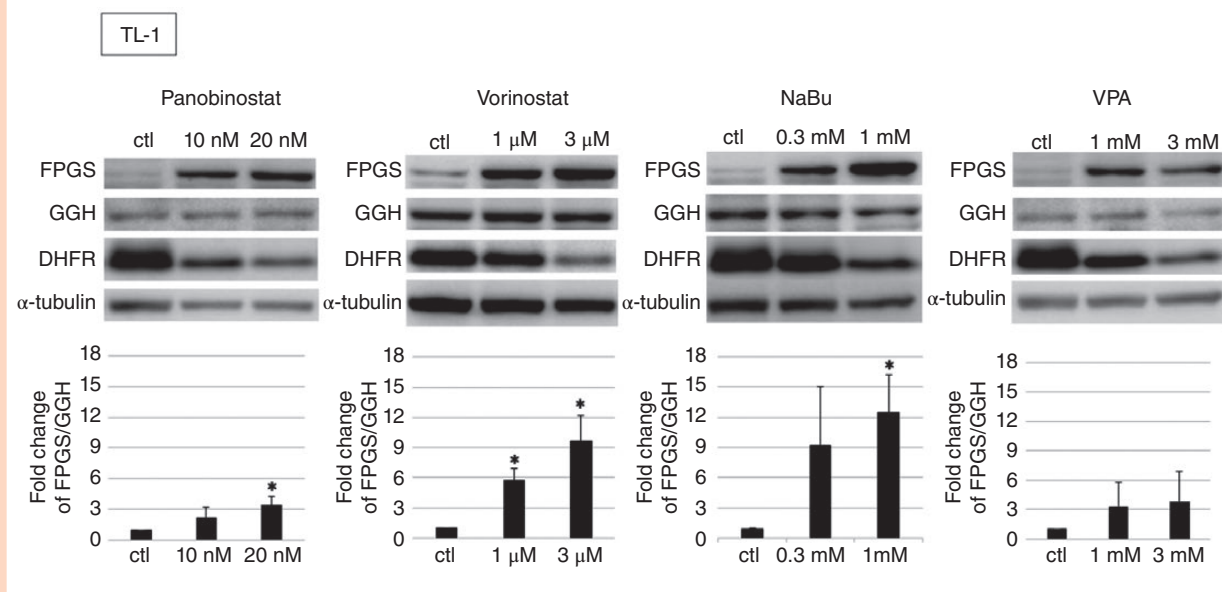 TL-1
Panobinostat
ctl 10 nM 20 nM
FPGS
GGH
DHFR
α-tubulin
18
15
12
9
6
3
0
Fold change
of FPGS/GGH
*
ctl 10 nM 20 nM
Vorinostat
ctl 1 μM 3 μM
FPGS
GGH
DHFR
α-tubulin
18
15
12
9
6
3
0
Fold change
of FPGS/GGH
* *
ctl 1 μM 3 μM
NaBu
ctl 0.3 mM 1 mM
FPGS
GGH
DHFR
α-tubulin
18
15
12
9
6
3
0
Fold change
of FPGS/GGH
*
ctl 0.3 mM 1mM
VPA
ctl 1 mM 3 mM
FPGS
GGH
DHFR
α-tubulin
18
15
12
9
6
3
0
Fold change
of FPGS/GGH
ctl 1 mM 3 mM